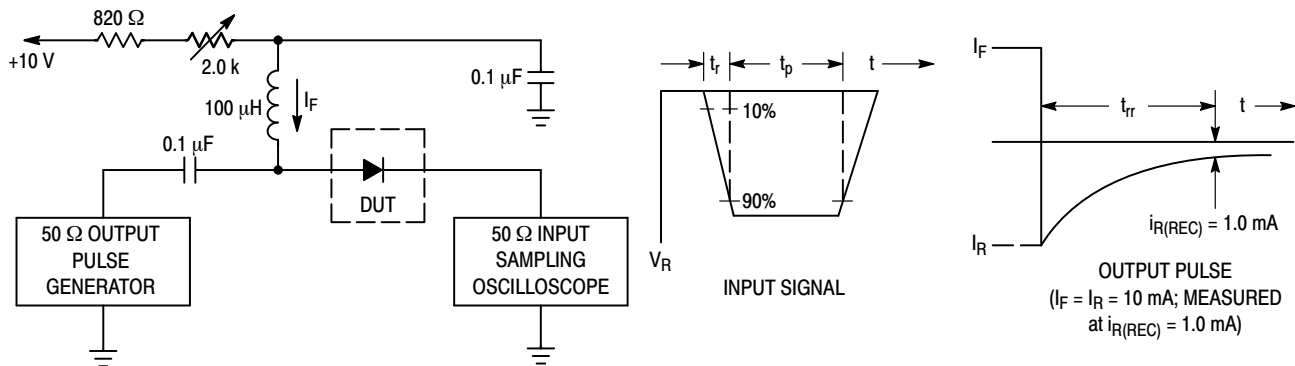 820 Ω
+10 V
2.0 k
100 μH
I_F
0.1 μF
0.1 μF
DUT
50 Ω OUTPUT
PULSE
GENERATOR
50 Ω INPUT
SAMPLING
OSCILLOSCOPE
t_r
t_p
t
10%
90%
V_R
INPUT SIGNAL
I_F
t_rr
t
I_R
i_R(REC) = 1.0 mA
OUTPUT PULSE
(I_F = I_R = 10 mA; MEASURED
at i_R(REC) = 1.0 mA)